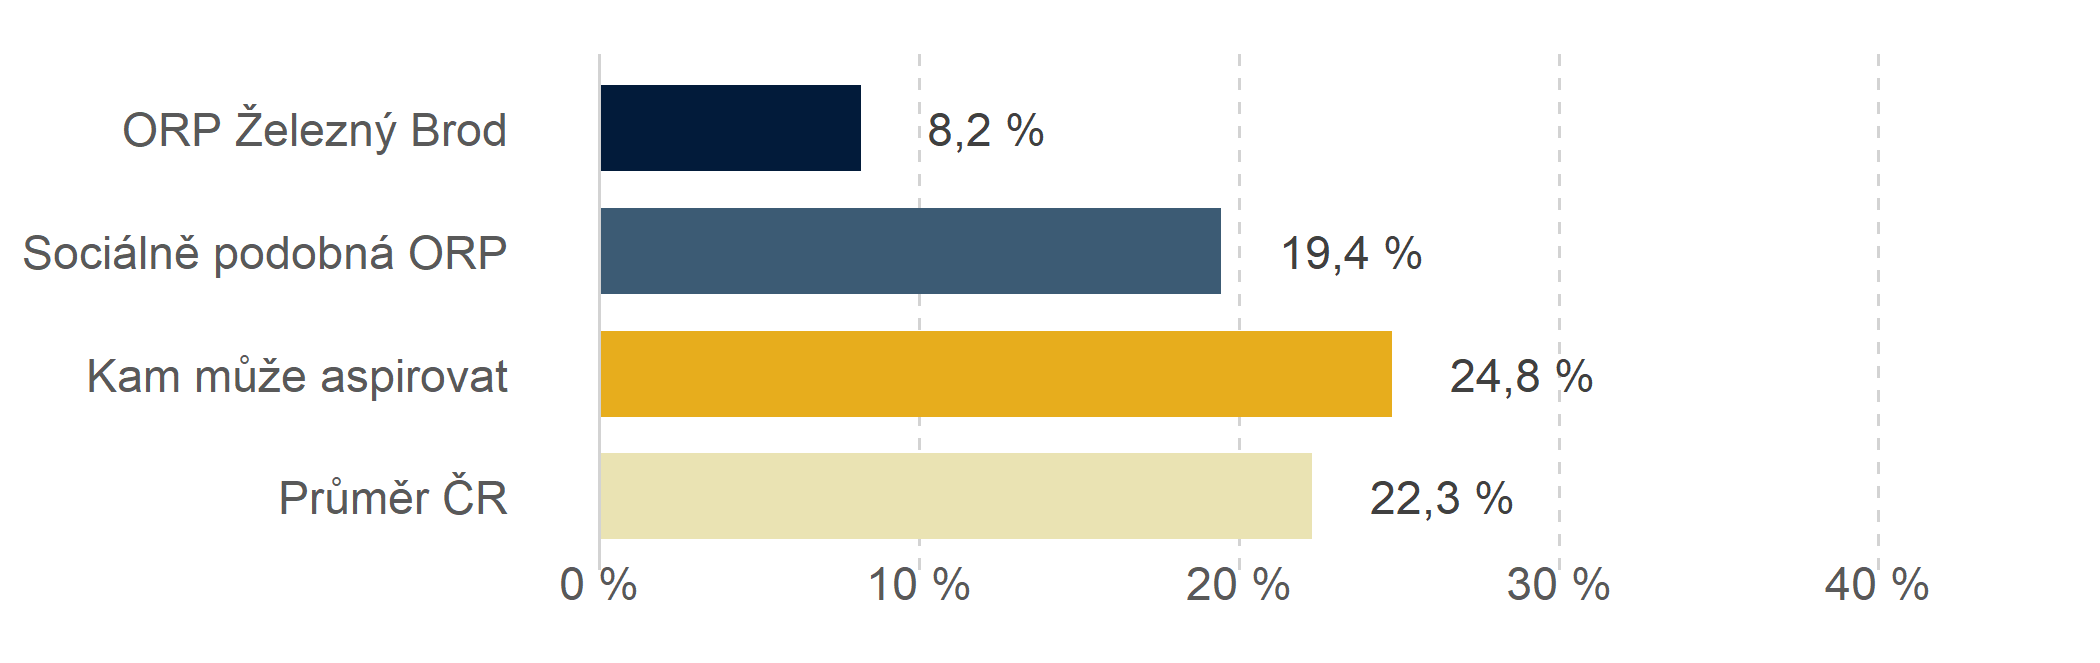 ORP Železný Brod 8,2 %
Sociálně podobná ORP 19,4 %
Kam může aspirovat 24,8 %
Průměr ČR 22,3 %
0 % 10 % 20 % 30 % 40 %